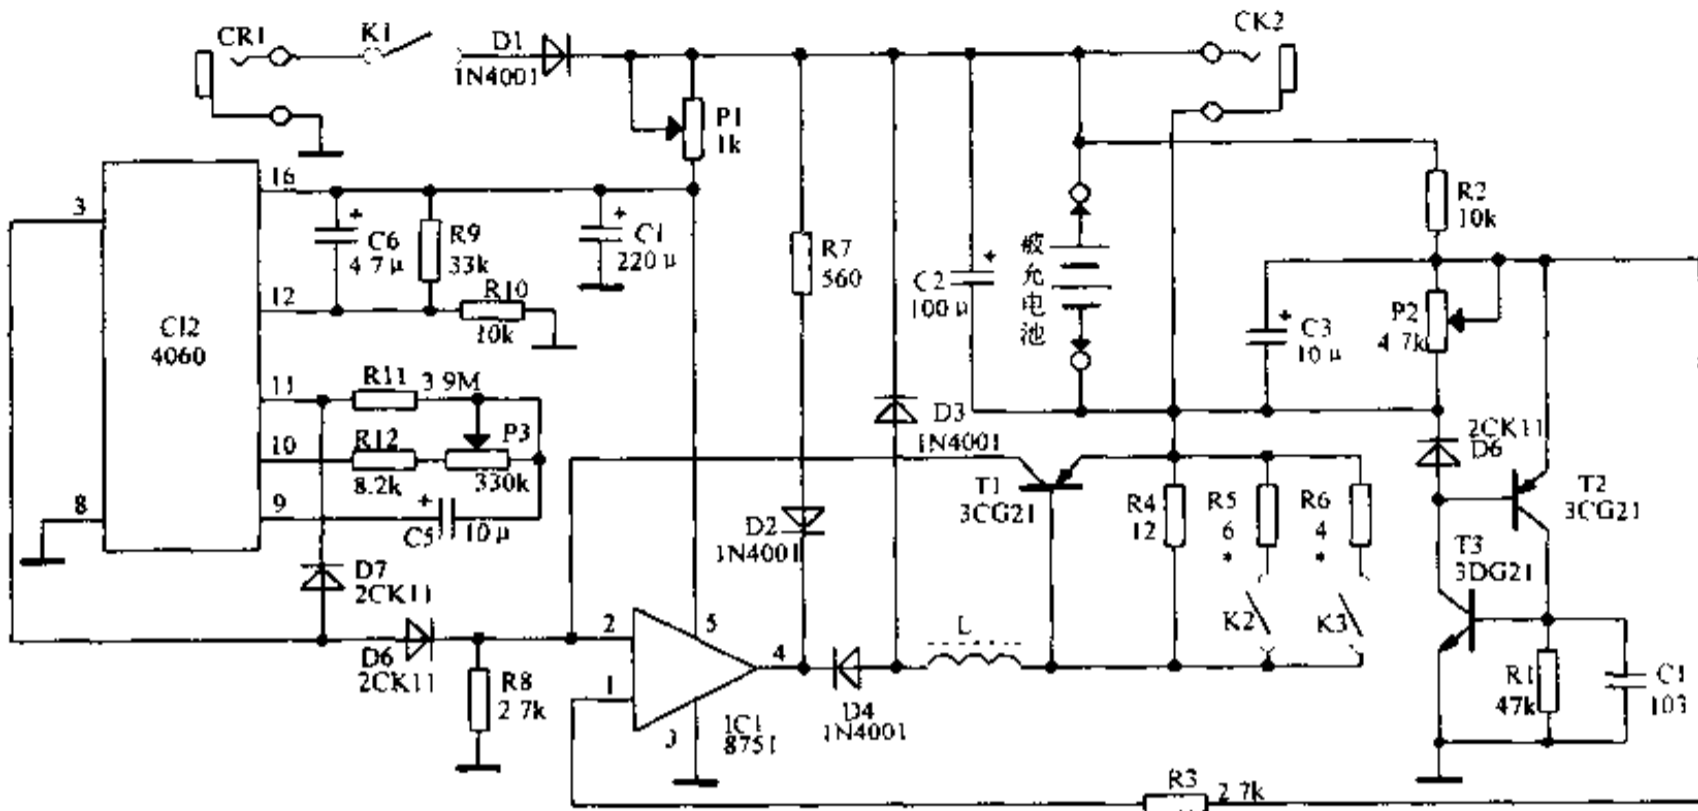 CR1
K1
D1
1N4001
CK2
P1
1k
16
3
C6
4.7μ
R9
33k
C1
220μ
R7
560
C2
100μ
被充电池
R2
10k
C3
10μ
P2
4.7k
12
R10
10k
C12
4060
11
R11
3.9M
10
R12
8.2k
P3
330k
D3
1N4001
2CK11
D6
8
9
C5
10μ
T1
3CG21
R4
12
R5
6
*
R6
4
*
T2
3CG21
D2
1N4001
T3
3DG21
D7
2CK11
K2
K3
2
5
4
L
D6
2CK11
R8
2.7k
1
3
IC1
8751
D4
1N4001
R1
47k
C1
103
R3
2.7k